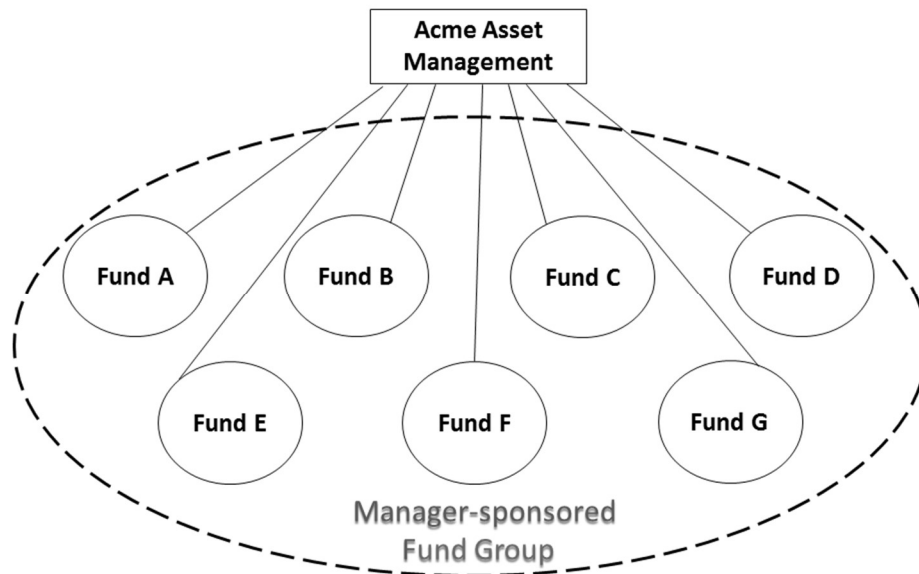 Acme Asset
Management
Fund A
Fund B
Fund C
Fund D
Fund E
Fund F
Fund G
Manager-sponsored
Fund Group